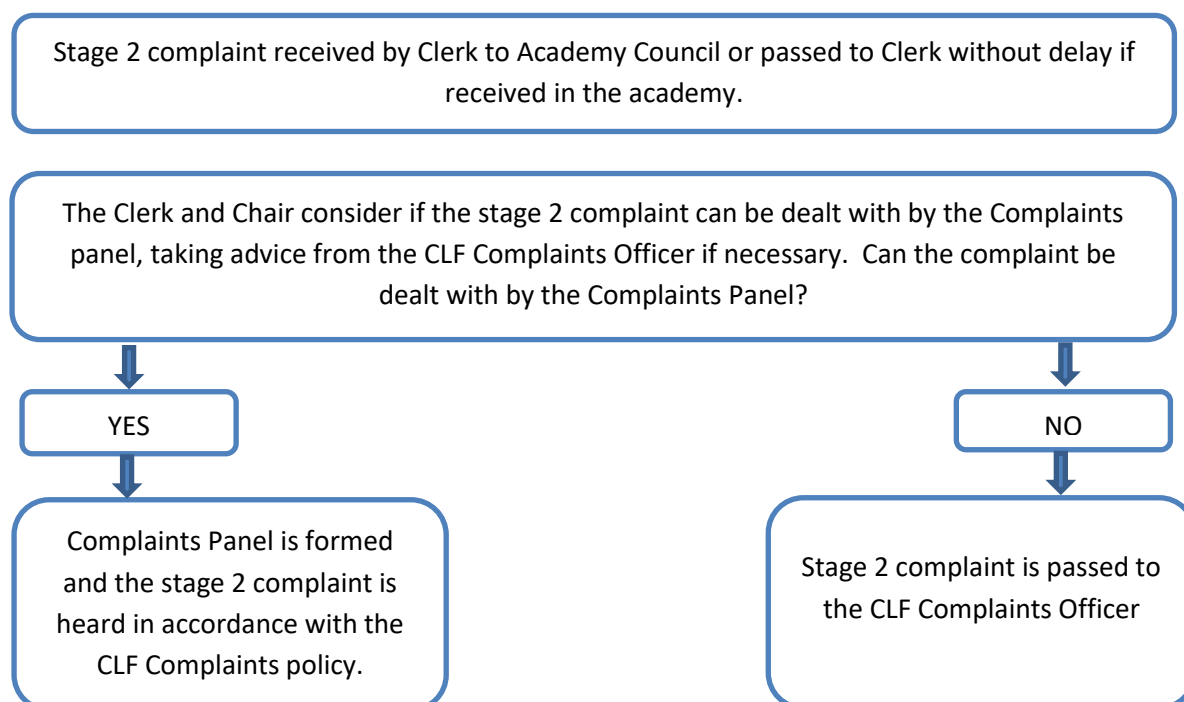 Stage 2 complaint received by Clerk to Academy Council or passed to Clerk without delay if
received in the academy.
The Clerk and Chair consider if the stage 2 complaint can be dealt with by the Complaints
panel, taking advice from the CLF Complaints Officer if necessary.  Can the complaint be
dealt with by the Complaints Panel?
YES
NO
Complaints Panel is formed
and the stage 2 complaint is
heard in accordance with the
CLF Complaints policy.
Stage 2 complaint is passed to
the CLF Complaints Officer